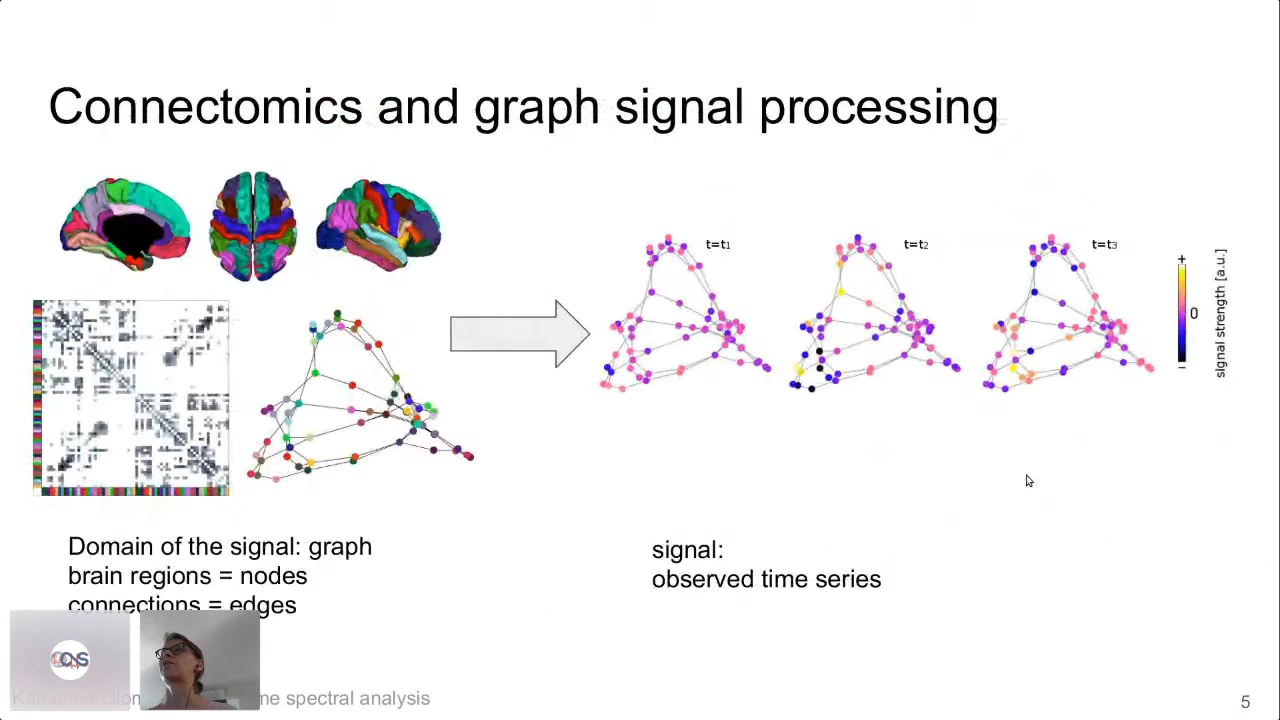 Connectomics and graph signal processing
t=t1
t=t2
t=t3
+
0
-
signal strength [a.u.]
Domain of the signal: graph
brain regions = nodes
connections = edges
signal:
observed time series
spectral analysis
5